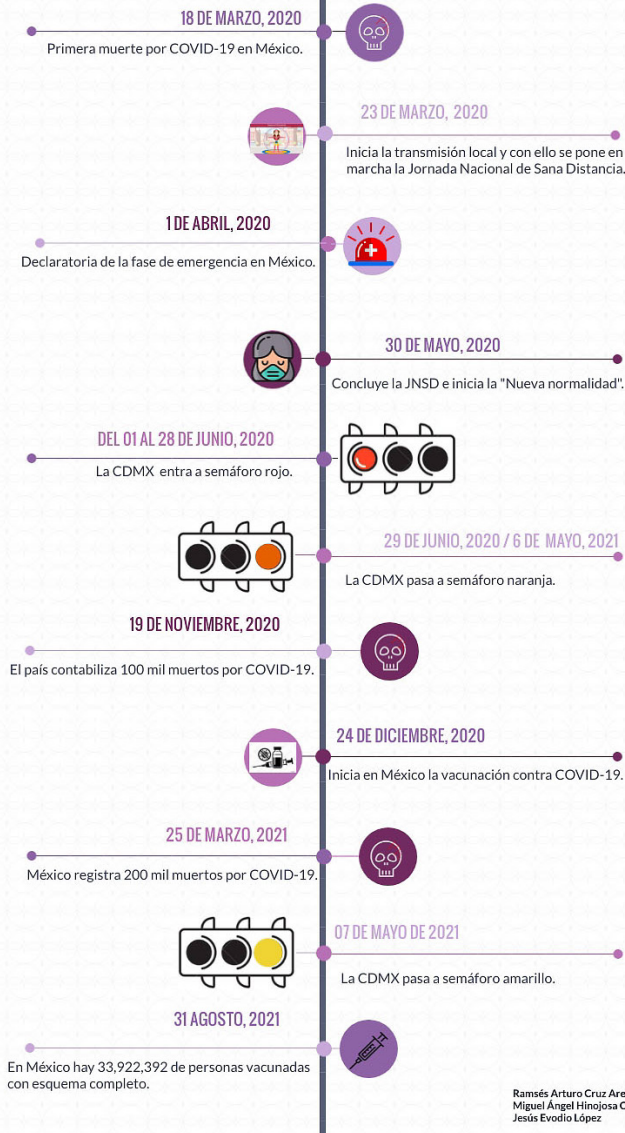 18 DE MARZO, 2020
Primera muerte por COVID-19 en México.
23 DE MARZO, 2020
Inicia la transmisión local y con ello se pone en
marcha la Jornada Nacional de Sana Distancia.
1 DE ABRIL, 2020
Declaratoria de la fase de emergencia en México.
30 DE MAYO, 2020
Concluye la JNSD e inicia la "Nueva normalidad".
DEL 01 AL 28 DE JUNIO, 2020
La CDMX entra a semáforo rojo.
29 DE JUNIO, 2020 / 6 DE MAYO, 2021
La CDMX pasa a semáforo naranja.
19 DE NOVIEMBRE, 2020
El país contabiliza 100 mil muertos por COVID-19.
24 DE DICIEMBRE, 2020
Inicia en México la vacunación contra COVID-19.
25 DE MARZO, 2021
México registra 200 mil muertos por COVID-19.
07 DE MAYO DE 2021
La CDMX pasa a semáforo amarillo.
31 AGOSTO, 2021
En México hay 33,922,392 de personas vacunadas
con esquema completo.
Ramsés Arturo Cruz
Miguel Ángel Hinojosa
Jesús Evodio López